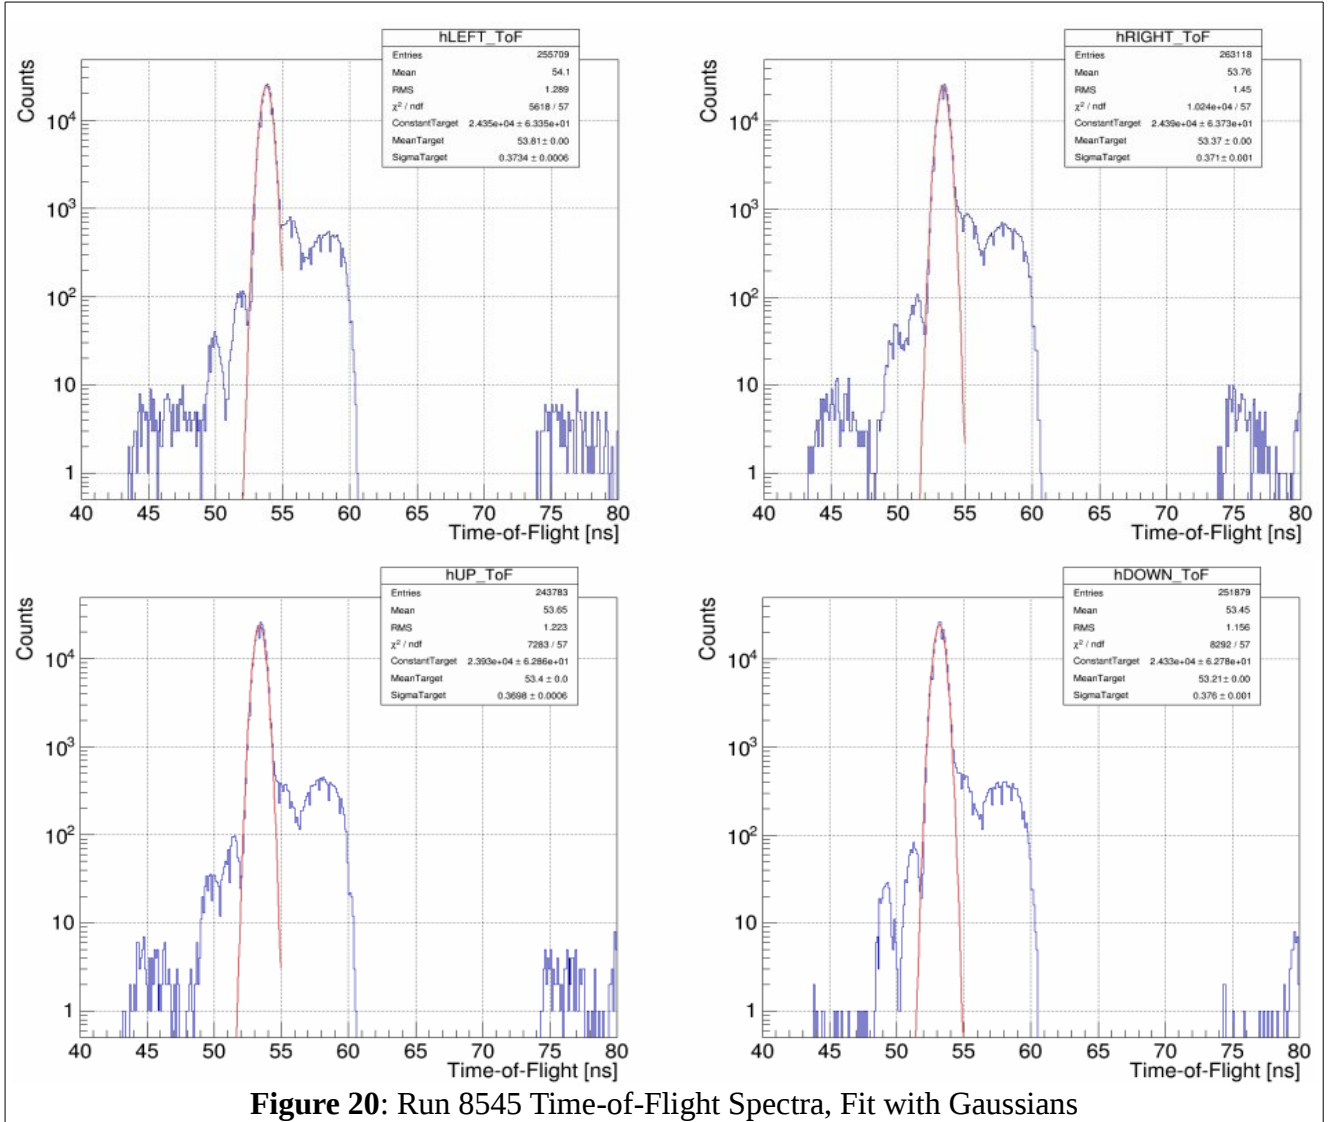 hLEFT_ToF
Entries 255709
Mean 54.1
RMS 1.289
χ² / ndf 5618 / 57
ConstantTarget 2.435e+04 ± 6.335e+01
MeanTarget 53.81± 0.00
SigmaTarget 0.3734 ± 0.0006
Counts
10⁴
10³
10²
10
1
40 45 50 55 60 65 70 75 80
Time-of-Flight [ns]
hRIGHT_ToF
Entries 263118
Mean 53.76
RMS 1.45
χ² / ndf 1.024e+04 / 57
ConstantTarget 2.439e+04 ± 6.373e+01
MeanTarget 53.37 ± 0.00
SigmaTarget 0.371 ± 0.001
Counts
10⁴
10³
10²
10
1
40 45 50 55 60 65 70 75 80
Time-of-Flight [ns]
hUP_ToF
Entries 243783
Mean 53.65
RMS 1.223
χ² / ndf 7283 / 57
ConstantTarget 2.393e+04 ± 6.286e+01
MeanTarget 53.4 ± 0.0
SigmaTarget 0.3698 ± 0.0006
Counts
10⁴
10³
10²
10
1
40 45 50 55 60 65 70 75 80
Time-of-Flight [ns]
hDOWN_ToF
Entries 251879
Mean 53.45
RMS 1.156
χ² / ndf 8292 / 57
ConstantTarget 2.433e+04 ± 6.278e+01
MeanTarget 53.21± 0.00
SigmaTarget 0.376 ± 0.001
Counts
10⁴
10³
10²
10
1
40 45 50 55 60 65 70 75 80
Time-of-Flight [ns]
Figure 20: Run 8545 Time-of-Flight Spectra, Fit with Gaussians